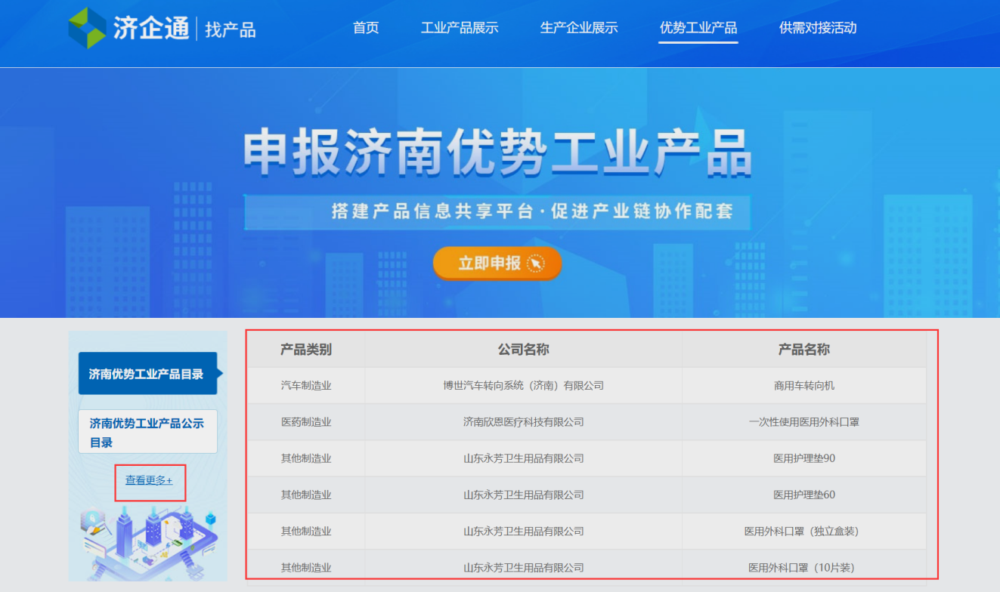 济企通 找产品
首页 工业产品展示 生产企业展示 优势工业产品 供需对接活动
申报济南优势工业产品
搭建产品信息共享平台·促进产业链协作配套
立即申报
济南优势工业产品目录
济南优势工业产品公示
目录
查看更多+
产品类别 公司名称 产品名称
汽车制造业 博世汽车转向系统（济南）有限公司 商用车转向机
医药制造业 济南欣恩医疗科技有限公司 一次性使用医用外科口罩
其他制造业 山东永芳卫生用品有限公司 医用护理垫90
其他制造业 山东永芳卫生用品有限公司 医用护理垫60
其他制造业 山东永芳卫生用品有限公司 医用外科口罩（独立盒装）
其他制造业 山东永芳卫生用品有限公司 医用外科口罩（10片装）